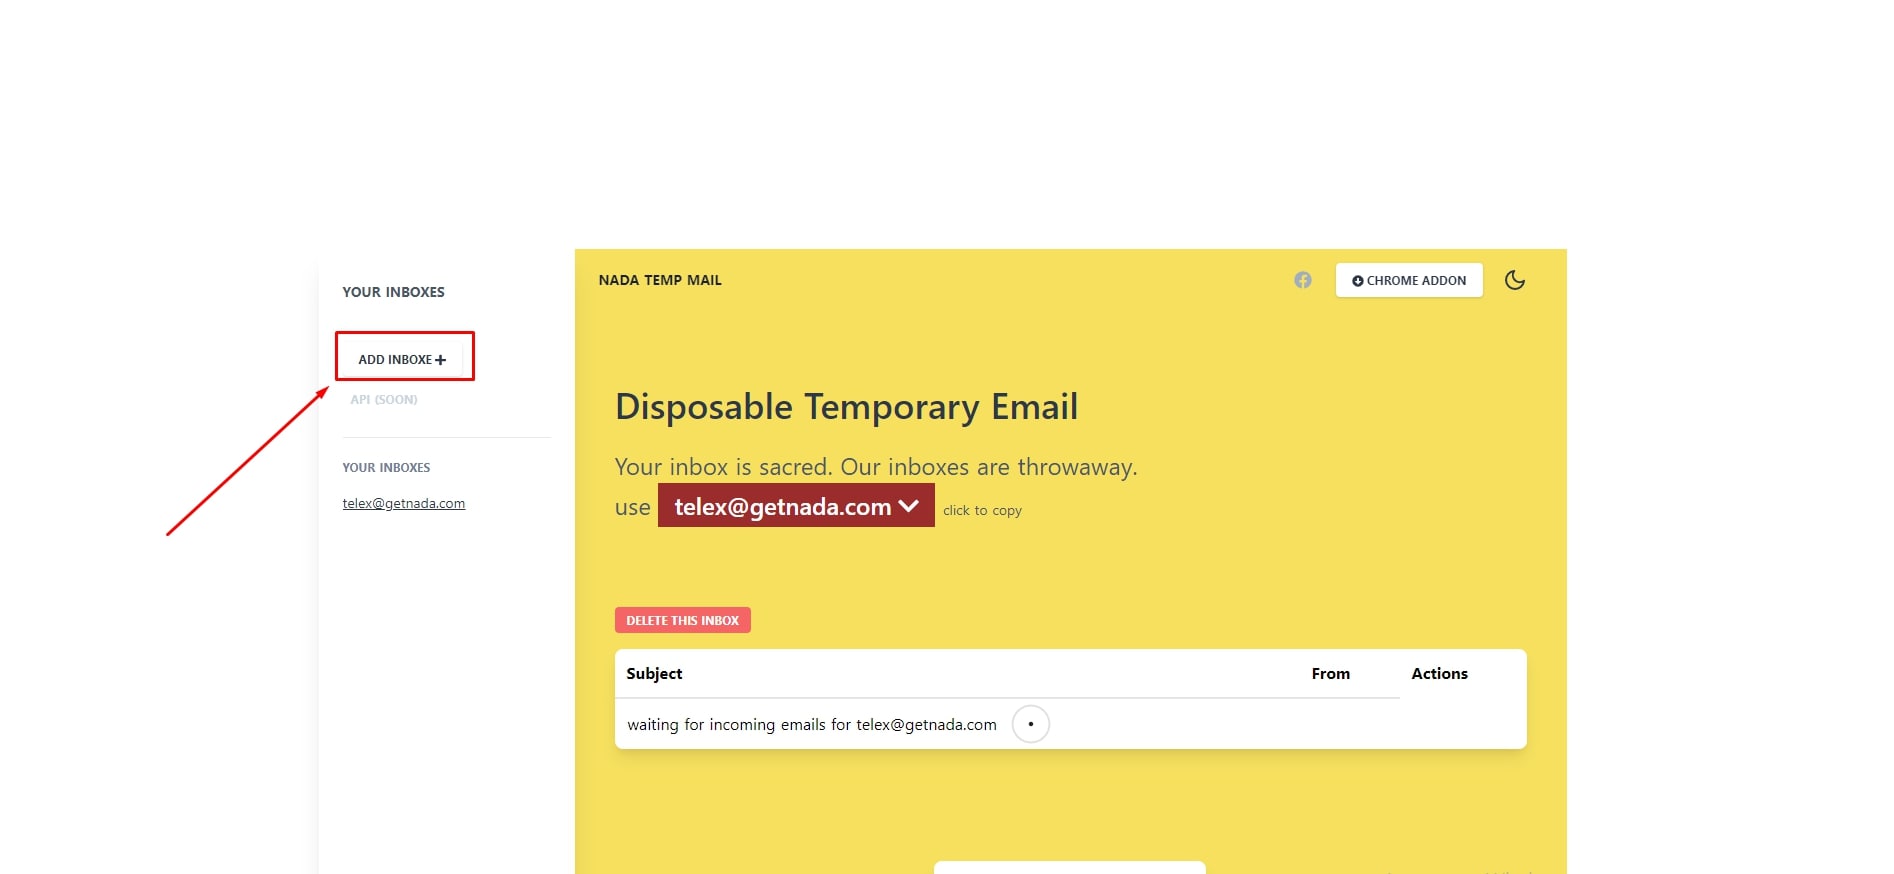 YOUR INBOXES
ADD INBOXE
API (SOON)
YOUR INBOXES
telex@getnada.com
NADA TEMP MAIL
CHROME ADDON
Disposable Temporary Email
Your inbox is sacred. Our inboxes are throwaway.
use telex@getnada.com click to copy
DELETE THIS INBOX
Subject From Actions
waiting for incoming emails for telex@getnada.com